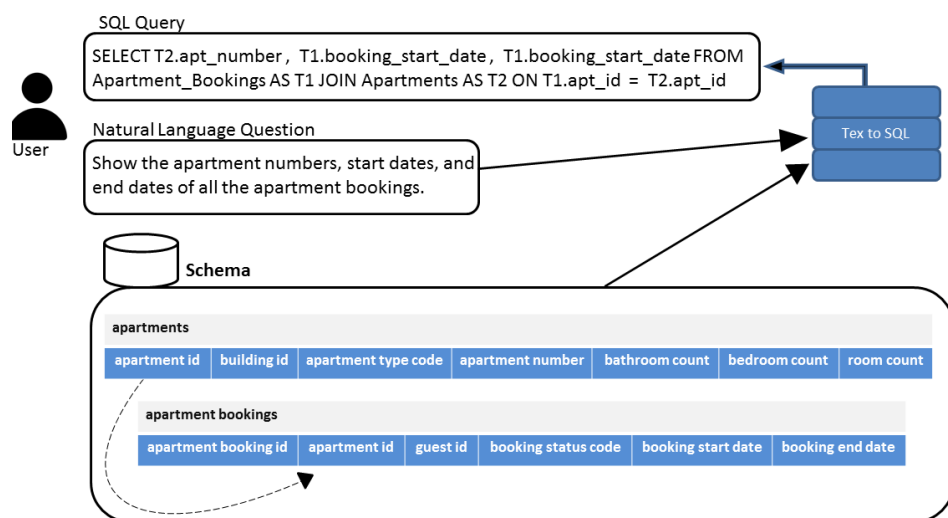 SQL Query
SELECT T2.apt_number , T1.booking_start_date , T1.booking_start_date FROM
Apartment_Bookings AS T1 JOIN Apartments AS T2 ON T1.apt_id = T2.apt_id
User
Natural Language Question
Show the apartment numbers, start dates, and
end dates of all the apartment bookings.
Tex to SQL
Schema
apartments
apartment id building id apartment type code apartment number bathroom count bedroom count room count
apartment bookings
apartment booking id apartment id guest id booking status code booking start date booking end date